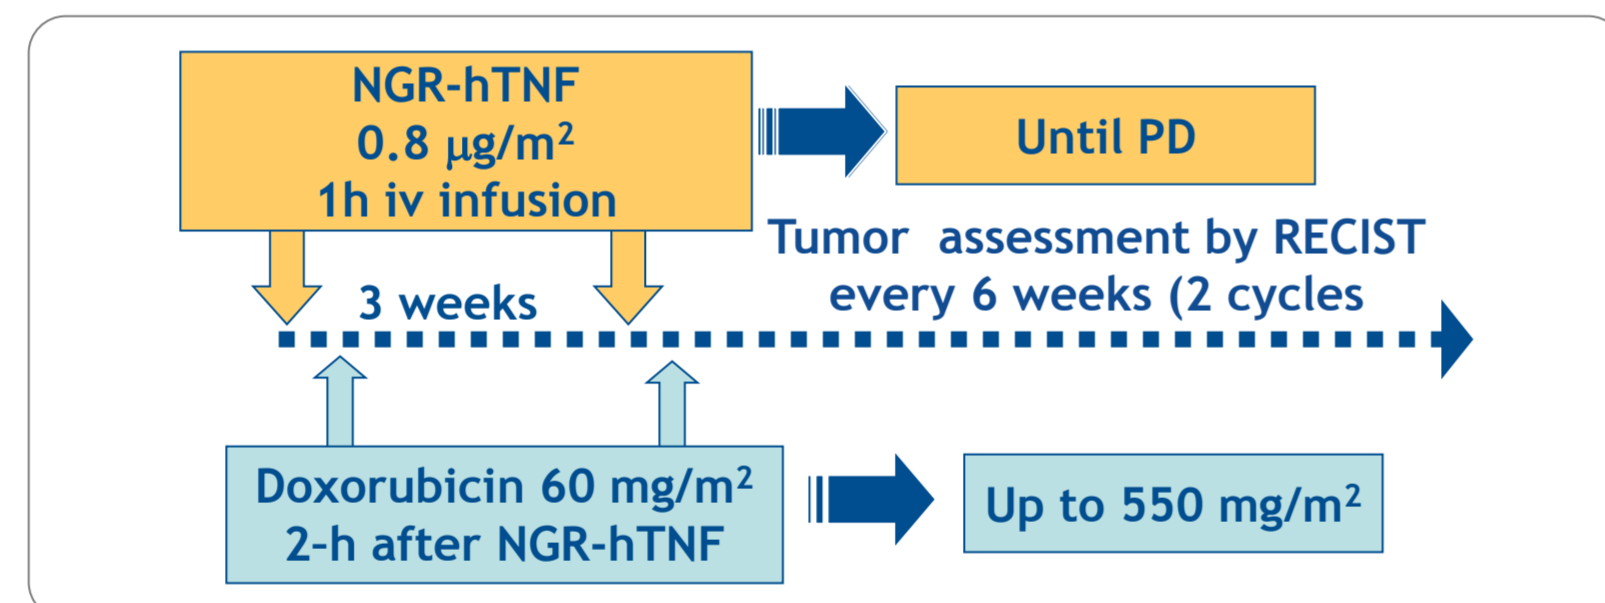 NGR-hTNF
0.8 µg/m²
1h iv infusion
Until PD
Tumor assessment by RECIST
every 6 weeks (2 cycles
3 weeks
Doxorubicin 60 mg/m²
2-h after NGR-hTNF
Up to 550 mg/m²